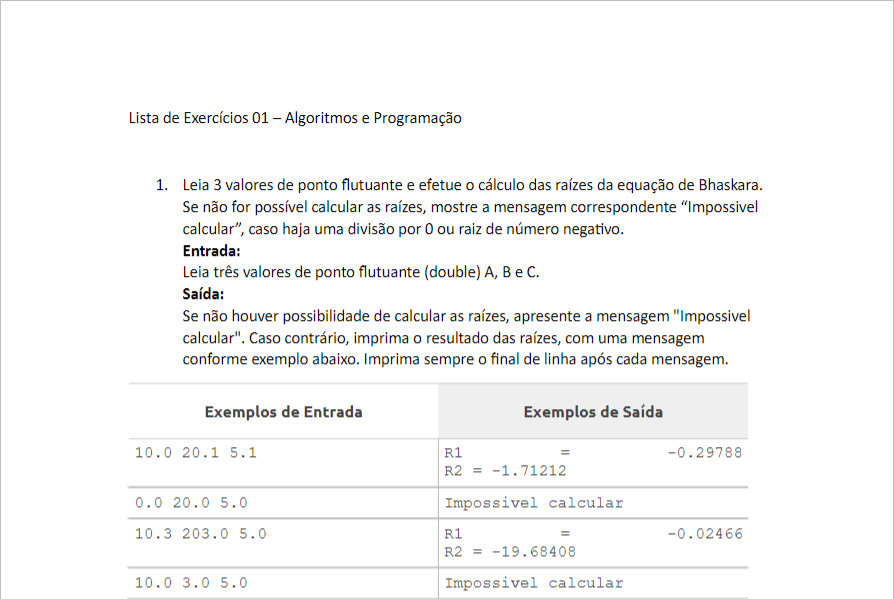 Lista de Exercícios 01 – Algoritmos e Programação
1. Leia 3 valores de ponto flutuante e efetue o cálculo das raízes da equação de Bhaskara.
Se não for possível calcular as raízes, mostre a mensagem correspondente “Impossivel
calcular”, caso haja uma divisão por 0 ou raiz de número negativo.
Entrada:
Leia três valores de ponto flutuante (double) A, B e C.
Saída:
Se não houver possibilidade de calcular as raízes, apresente a mensagem "Impossivel
calcular". Caso contrário, imprima o resultado das raízes, com uma mensagem
conforme exemplo abaixo. Imprima sempre o final de linha após cada mensagem.
Exemplos de Entrada Exemplos de Saída
10.0 20.1 5.1 R1 = -0.29788
R2 = -1.71212
0.0 20.0 5.0 Impossivel calcular
10.3 203.0 5.0 R1 = -0.02466
R2 = -19.68408
10.0 3.0 5.0 Impossivel calcular